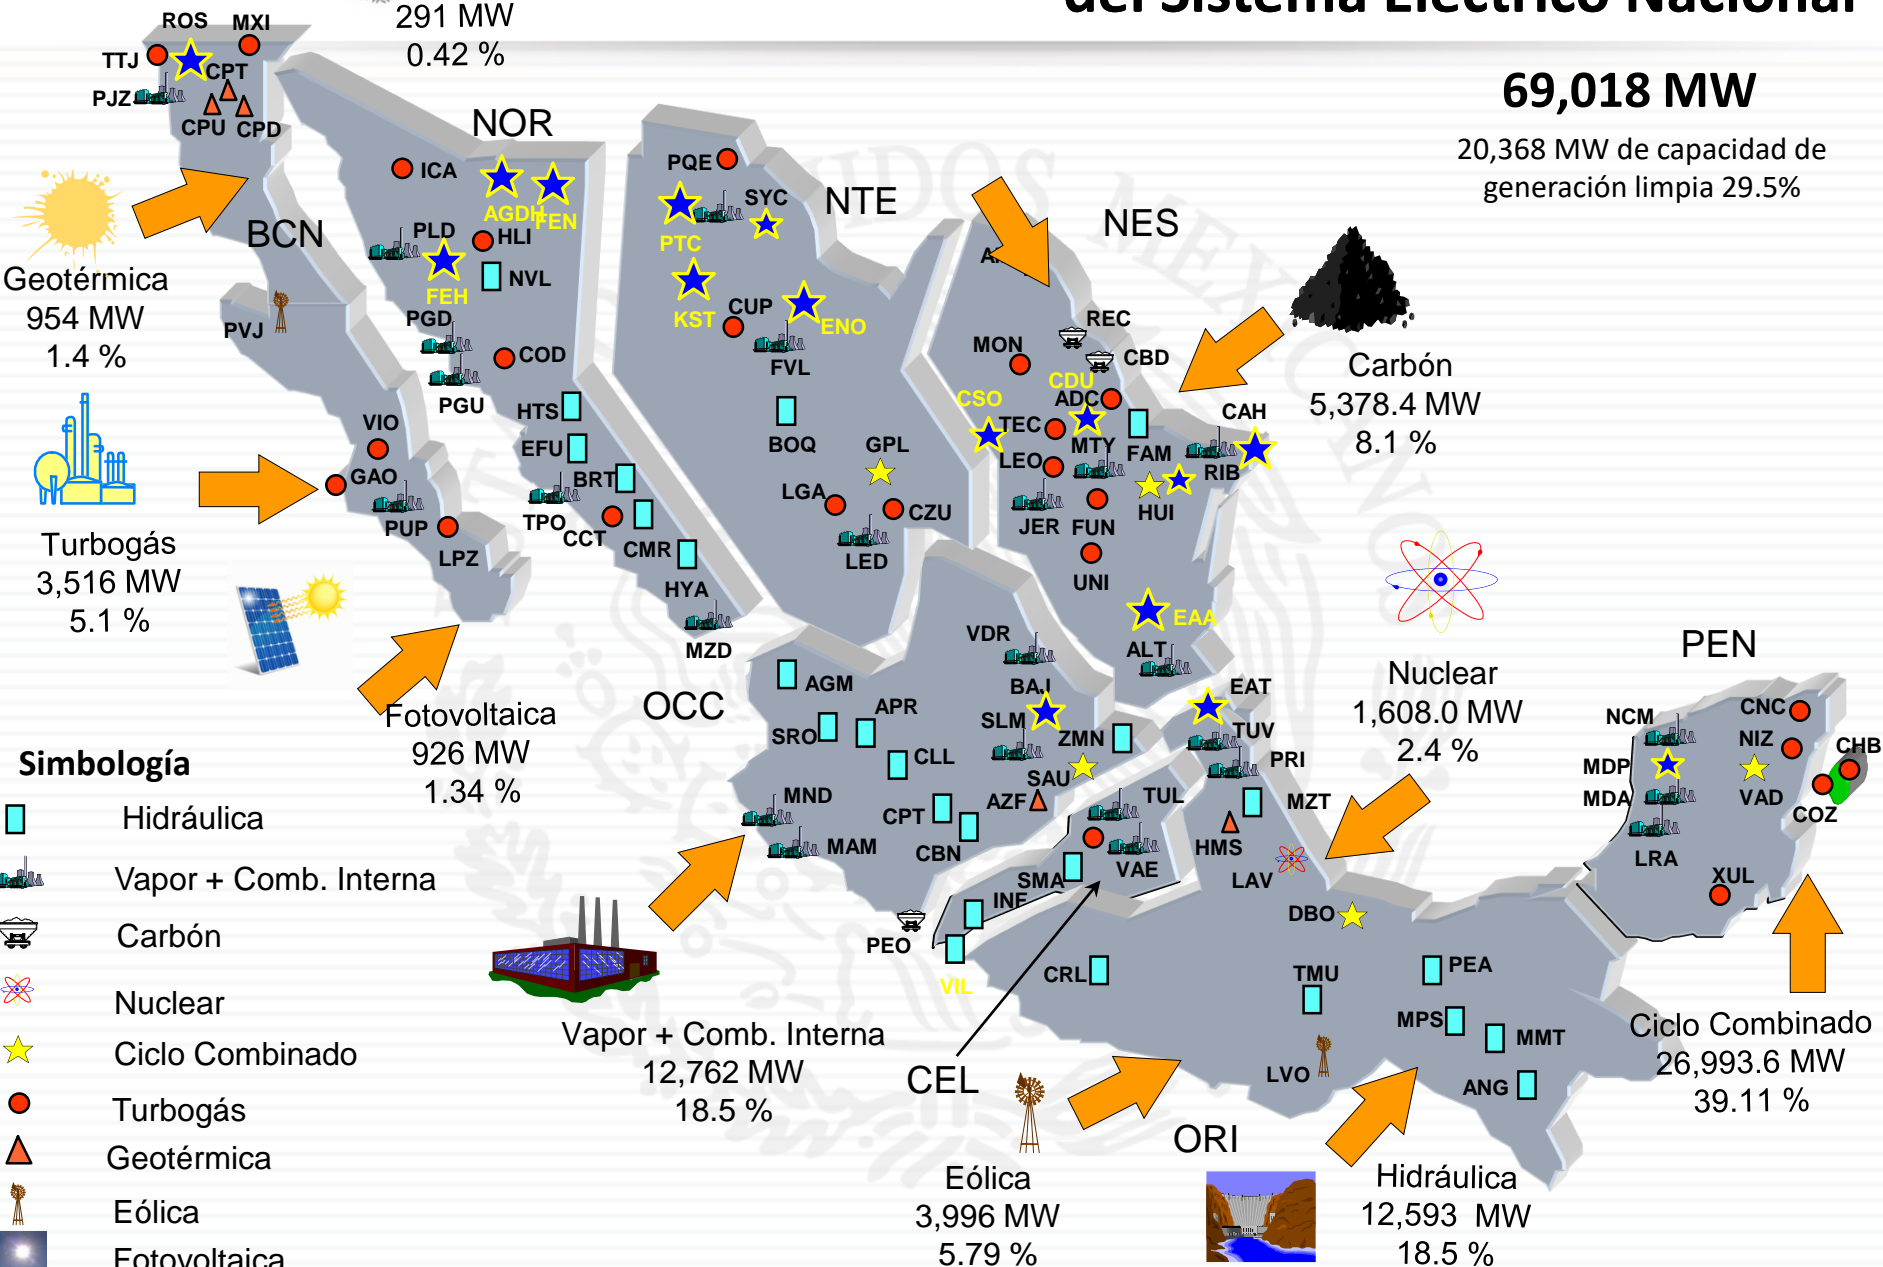 del Sistema Eléctrico Nacional
291 MW
0.42 %
69,018 MW
20,368 MW de capacidad de
generación limpia 29.5%
ROS
MXI
TTJ
CPT
PJZ
CPU
CPD
BCN
Geotérmica
954 MW
1.4 %
PVJ
NOR
ICA
AGDH
FEN
PLD
HLI
NVL
FEH
PGD
COD
PGU
HTS
EFU
BRT
TPO
CCT
CMR
HYA
MZD
VIO
GAO
PUP
LPZ
Turbogás
3,516 MW
5.1 %
Fotovoltaica
926 MW
1.34 %
NTE
PQE
SYC
PTC
KST
CUP
ENO
FVL
BOQ
GPL
LGA
CZU
LED
NES
REC
MON
CBD
CDU
ADC
CSO
TEC
MTY
FAM
CAH
LEO
RIB
JER
FUN
HUI
UNI
EAA
ALT
Carbón
5,378.4 MW
8.1 %
Nuclear
1,608.0 MW
2.4 %
OCC
VDR
AGM
BAJ
APR
SLM
SRO
ZMN
CLL
SAU
MND
AZF
CPT
MAM
CBN
PEO
EAT
TUV
PRI
TUL
MZT
HMS
VAE
SMA
LAV
INF
VIL
DBO
CRL
TMU
PEA
MPS
MMT
LVO
ANG
PEN
NCM
CNC
NIZ
CHB
MDP
MDA
VAD
COZ
LRA
XUL
Ciclo Combinado
26,993.6 MW
39.11 %
Vapor + Comb. Interna
12,762 MW
18.5 %
CEL
ORI
Eólica
3,996 MW
5.79 %
Hidráulica
12,593 MW
18.5 %
Simbología
Hidráulica
Vapor + Comb. Interna
Carbón
Nuclear
Ciclo Combinado
Turbogás
Geotérmica
Eólica
Fotovoltaica